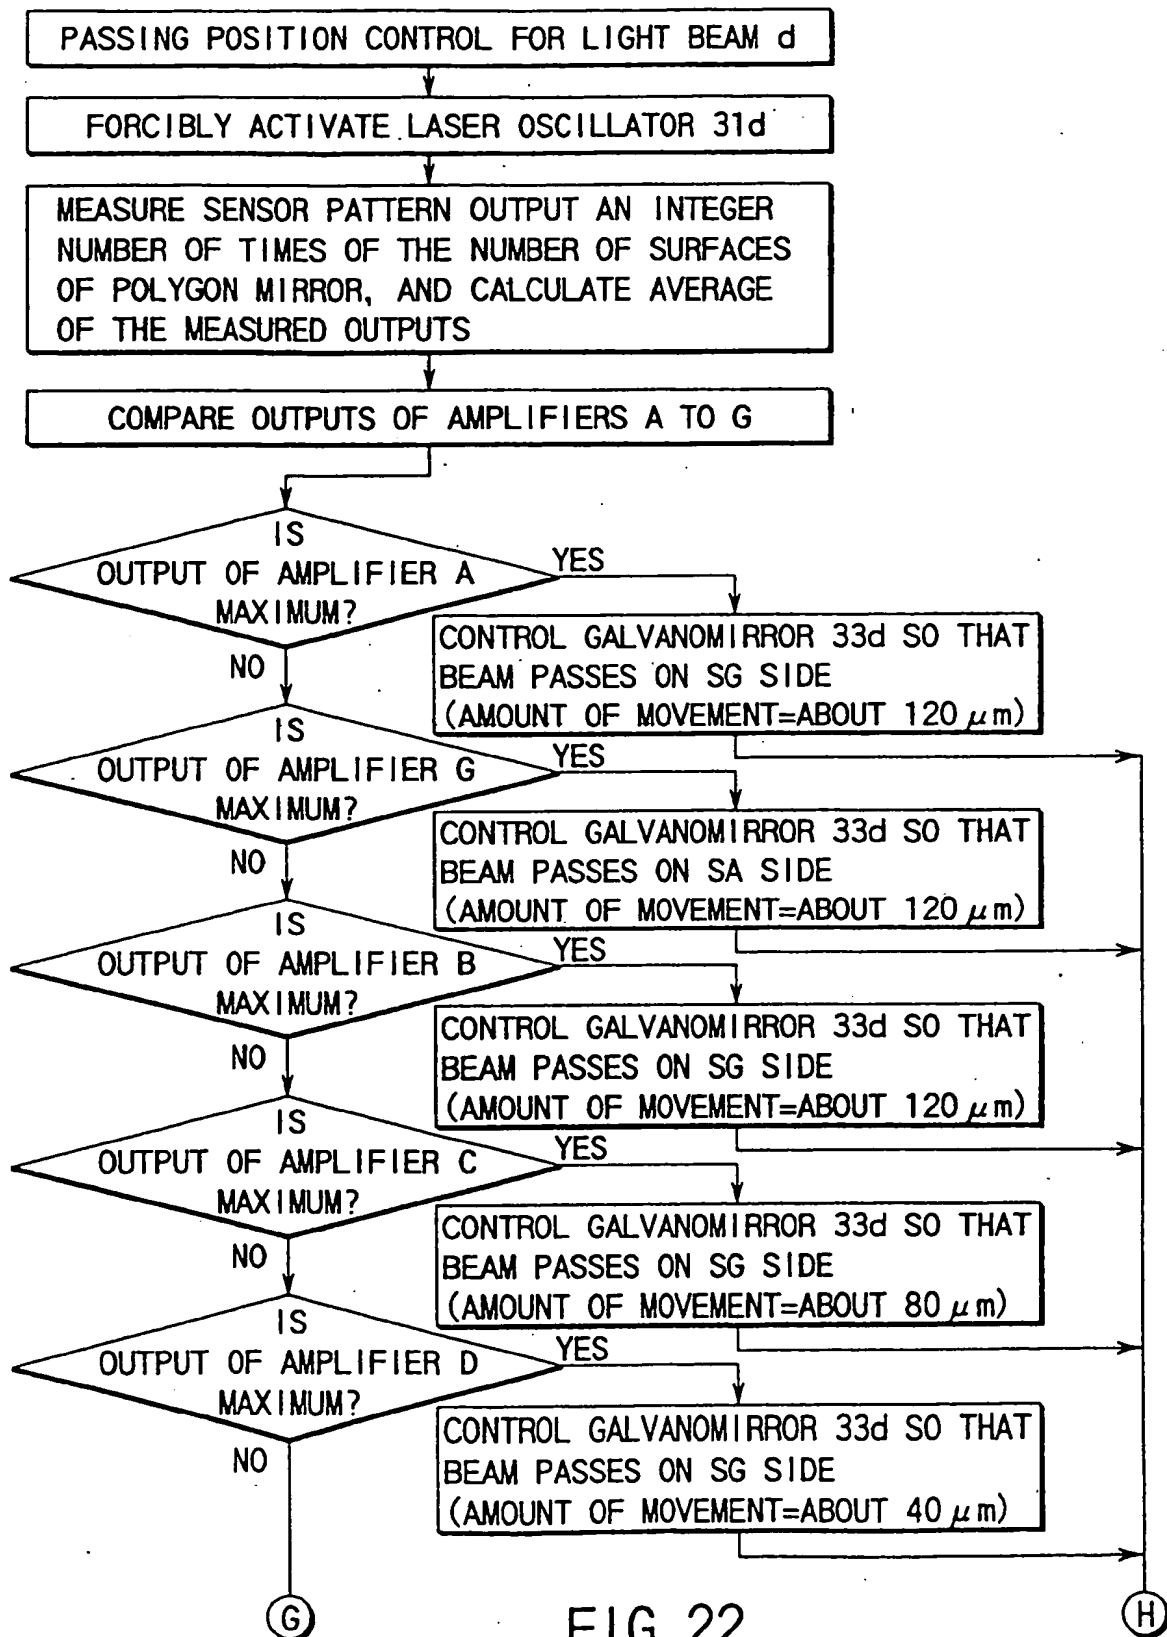 PASSING POSITION CONTROL FOR LIGHT BEAM d
FORCIBLY ACTIVATE LASER OSCILLATOR 31d
MEASURE SENSOR PATTERN OUTPUT AN INTEGER
NUMBER OF TIMES OF THE NUMBER OF SURFACES
OF POLYGON MIRROR, AND CALCULATE AVERAGE
OF THE MEASURED OUTPUTS
COMPARE OUTPUTS OF AMPLIFIERS A TO G
IS
OUTPUT OF AMPLIFIER A
MAXIMUM?
YES
NO
CONTROL GALVANOMIRROR 33d SO THAT
BEAM PASSES ON SG SIDE
(AMOUNT OF MOVEMENT=ABOUT 120 μm)
IS
OUTPUT OF AMPLIFIER G
MAXIMUM?
YES
NO
CONTROL GALVANOMIRROR 33d SO THAT
BEAM PASSES ON SA SIDE
(AMOUNT OF MOVEMENT=ABOUT 120 μm)
IS
OUTPUT OF AMPLIFIER B
MAXIMUM?
YES
NO
CONTROL GALVANOMIRROR 33d SO THAT
BEAM PASSES ON SG SIDE
(AMOUNT OF MOVEMENT=ABOUT 120 μm)
IS
OUTPUT OF AMPLIFIER C
MAXIMUM?
YES
NO
CONTROL GALVANOMIRROR 33d SO THAT
BEAM PASSES ON SG SIDE
(AMOUNT OF MOVEMENT=ABOUT 80 μm)
IS
OUTPUT OF AMPLIFIER D
MAXIMUM?
YES
NO
CONTROL GALVANOMIRROR 33d SO THAT
BEAM PASSES ON SG SIDE
(AMOUNT OF MOVEMENT=ABOUT 40 μm)
G
H
FIG. 22